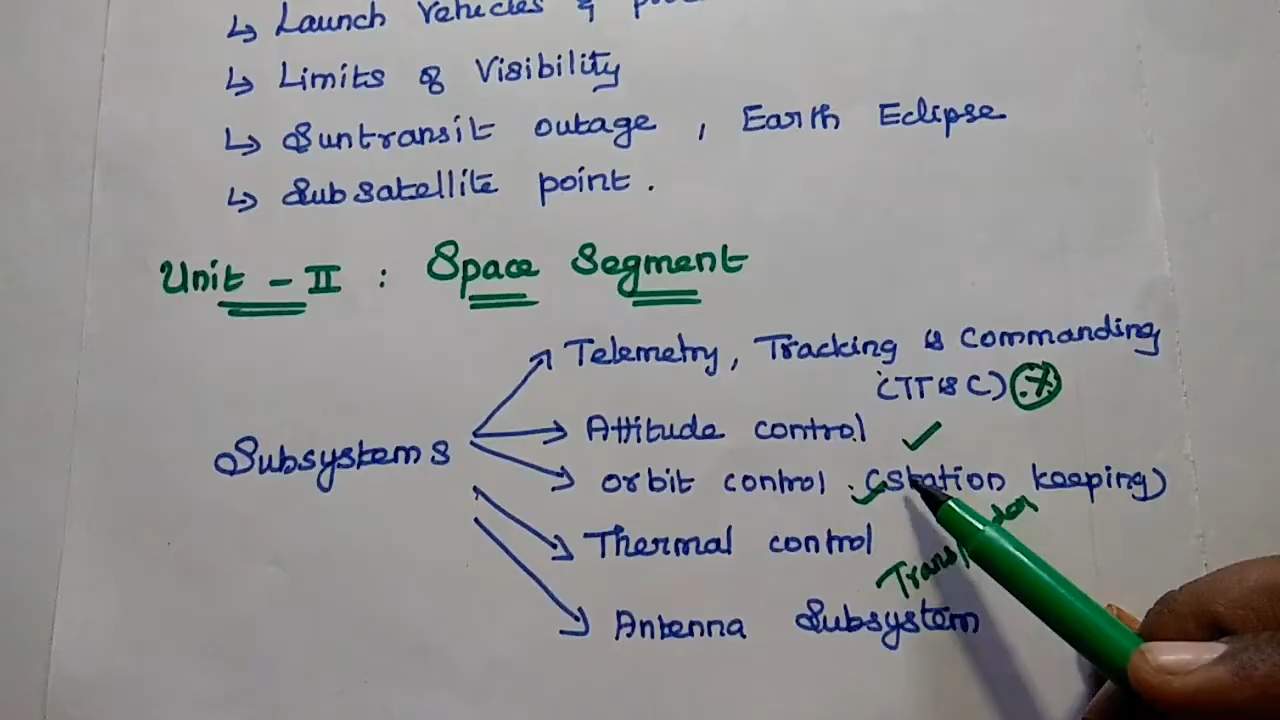 ↳ Launch Vehicles &
↳ Limits of Visibility
↳ Suntransit outage , Earth Eclipse
↳ Subsatellite point .
Unit - II : Space Segment
Subsystems
→ Telemetry, Tracking & Commanding
(TT & C)
→ Attitude control ✓
→ orbit control . (Station keeping)
→ Thermal control
→ Antenna Subsystem